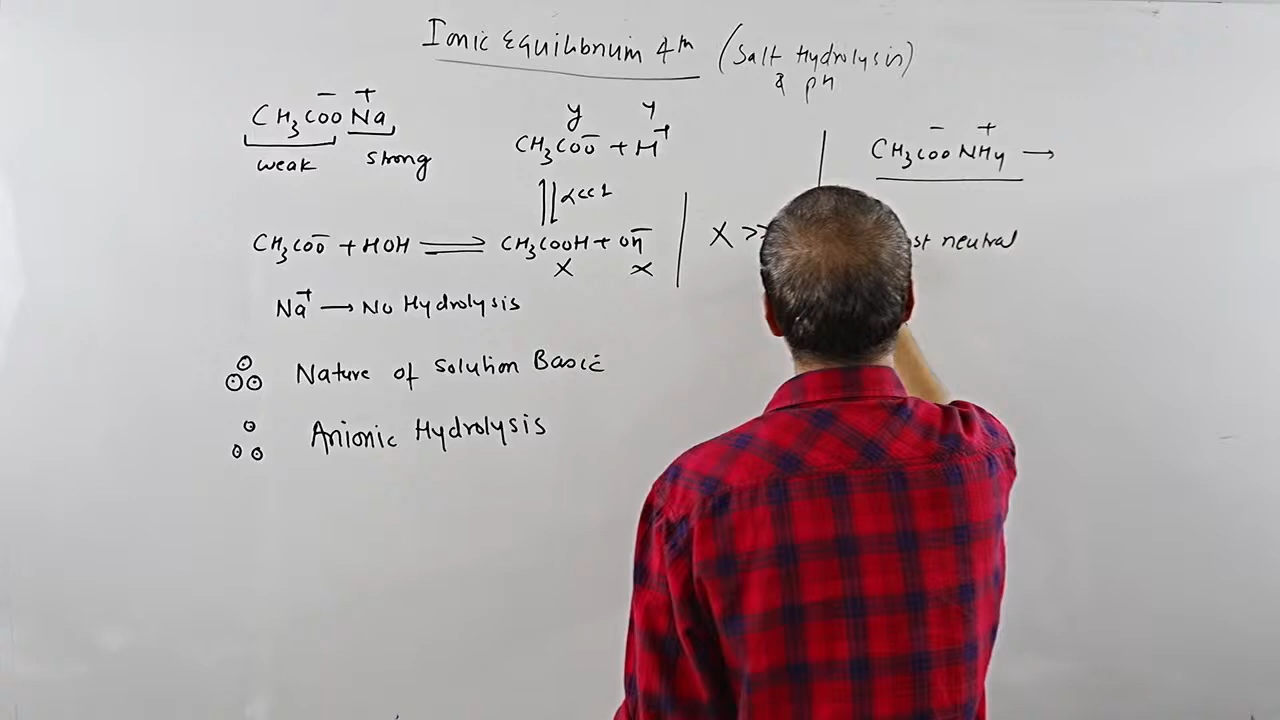 Ionic Equilibrium 4th (Salt Hydrolysis)
& pH
CH₃COO⁻ Na⁺
weak strong
y y
CH₃COO⁻ + H⁺
α<<1
CH₃COO⁻ + HOH ⇌ CH₃COOH + OH⁻
x x
Na⁺ → No Hydrolysis
Nature of solution Basic
Anionic Hydrolysis
x >>
CH₃COO⁻ NH₄⁺ →
neutral